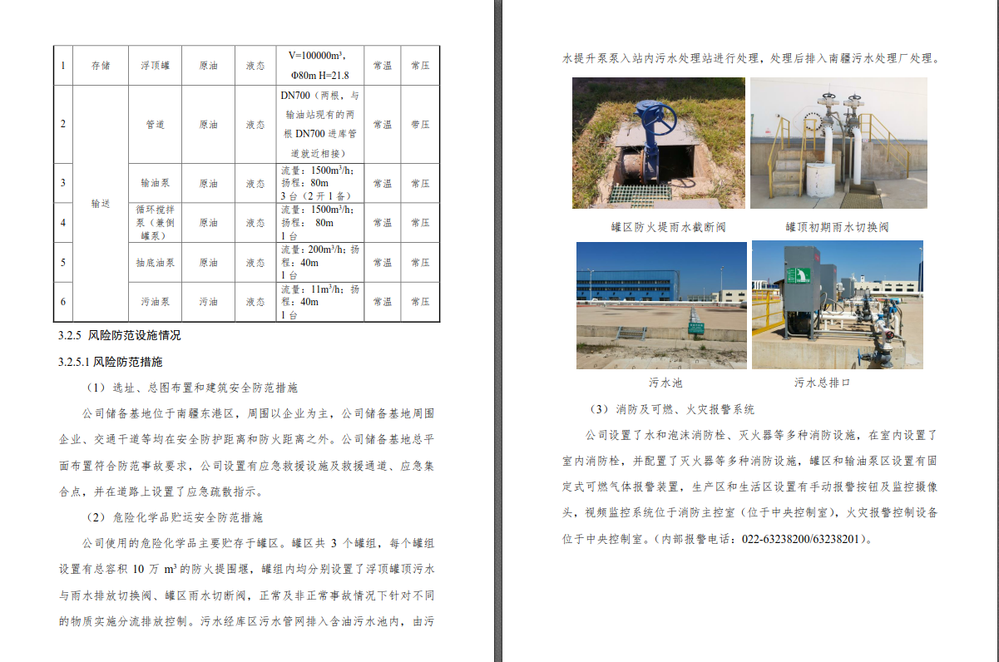 1 存储 浮顶罐 原油 液态 V=100000m³, Φ80m H=21.8 常温 常压
2 输送 管道 原油 液态 DN700（两根，与输油站现有的两根 DN700 进库管道就近相接） 常温 带压
3 输油泵 原油 液态 流量：1500m³/h；扬程：80m 3 台（2 开 1 备） 常温 常压
4 循环搅拌泵（兼倒罐泵） 原油 液态 流量：1500m³/h；扬程： 80m 1 台 常温 常压
5 抽底油泵 原油 液态 流量：200m³/h；扬程：40m 1 台 常温 常压
6 污油泵 污油 液态 流量：11m³/h；扬程：40m 1 台 常温 常压
3.2.5 风险防范设施情况
3.2.5.1 风险防范措施
（1）选址、总图布置和建筑安全防范措施
公司储备基地位于南疆东港区，周围以企业为主，公司储备基地周围
企业、交通干道等均在安全防护距离和防火距离之外。公司储备基地总平
面布置符合防范事故要求，公司设置有应急救援设施及救援通道、应急集
合点，并在道路上设置了应急疏散指示。
（2）危险化学品贮运安全防范措施
公司使用的危险化学品主要贮存于罐区。罐区共 3 个罐组，每个罐组
设置有总容积 10 万 m³的防火提围堰，罐组内均分别设置了浮顶罐顶污水
与雨水排放切换阀、罐区雨水切断阀，正常及非正常事故情况下针对不同
的物质实施分流排放控制。污水经库区污水管网排入含油污水池内，由污
水提升泵泵入站内污水处理站进行处理，处理后排入南疆污水处理厂处理。
罐区防火堤雨水截断阀 罐顶初期雨水切换阀
污水池 污水总排口
（3）消防及可燃、火灾报警系统
公司设置了水和泡沫消防栓、灭火器等多种消防设施，在室内设置了
室内消防栓，并配置了灭火器等多种消防设施，罐区和输油泵区设置有固
定式可燃气体报警装置，生产区和生活区设置有手动报警按钮及监控摄像
头，视频监控系统位于消防主控室（位于中央控制室），火灾报警控制设备
位于中央控制室。（内部报警电话：022-63238200/63238201）。